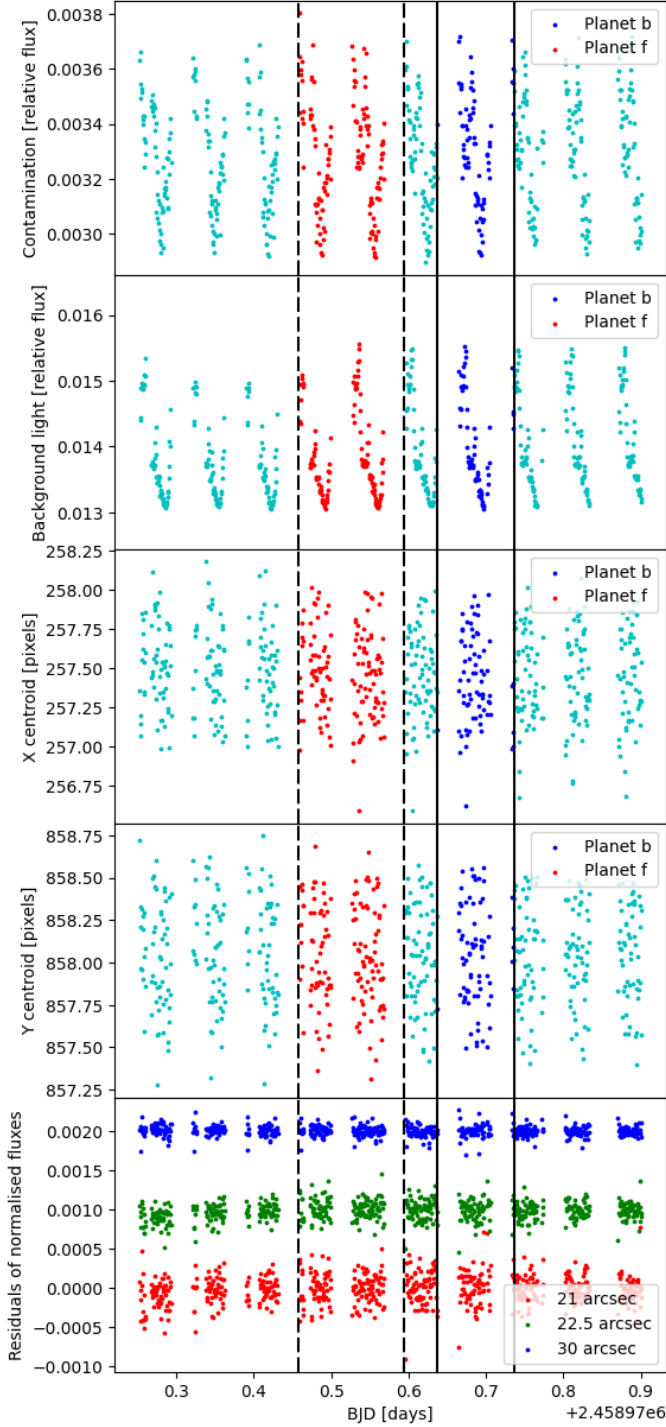 0.0038
0.0036
0.0034
0.0032
0.0030
Contamination [relative flux]
Planet b
Planet f
0.016
0.015
0.014
0.013
Background light [relative flux]
Planet b
Planet f
258.25
258.00
257.75
257.50
257.25
257.00
256.75
X centroid [pixels]
Planet b
Planet f
858.75
858.50
858.25
858.00
857.75
857.50
857.25
Y centroid [pixels]
Planet b
Planet f
0.0020
0.0015
0.0010
0.0005
0.0000
−0.0005
−0.0010
Residuals of normalised fluxes
21 arcsec
22.5 arcsec
30 arcsec
0.3 0.4 0.5 0.6 0.7 0.8 0.9
BJD [days]
+2.45897e6